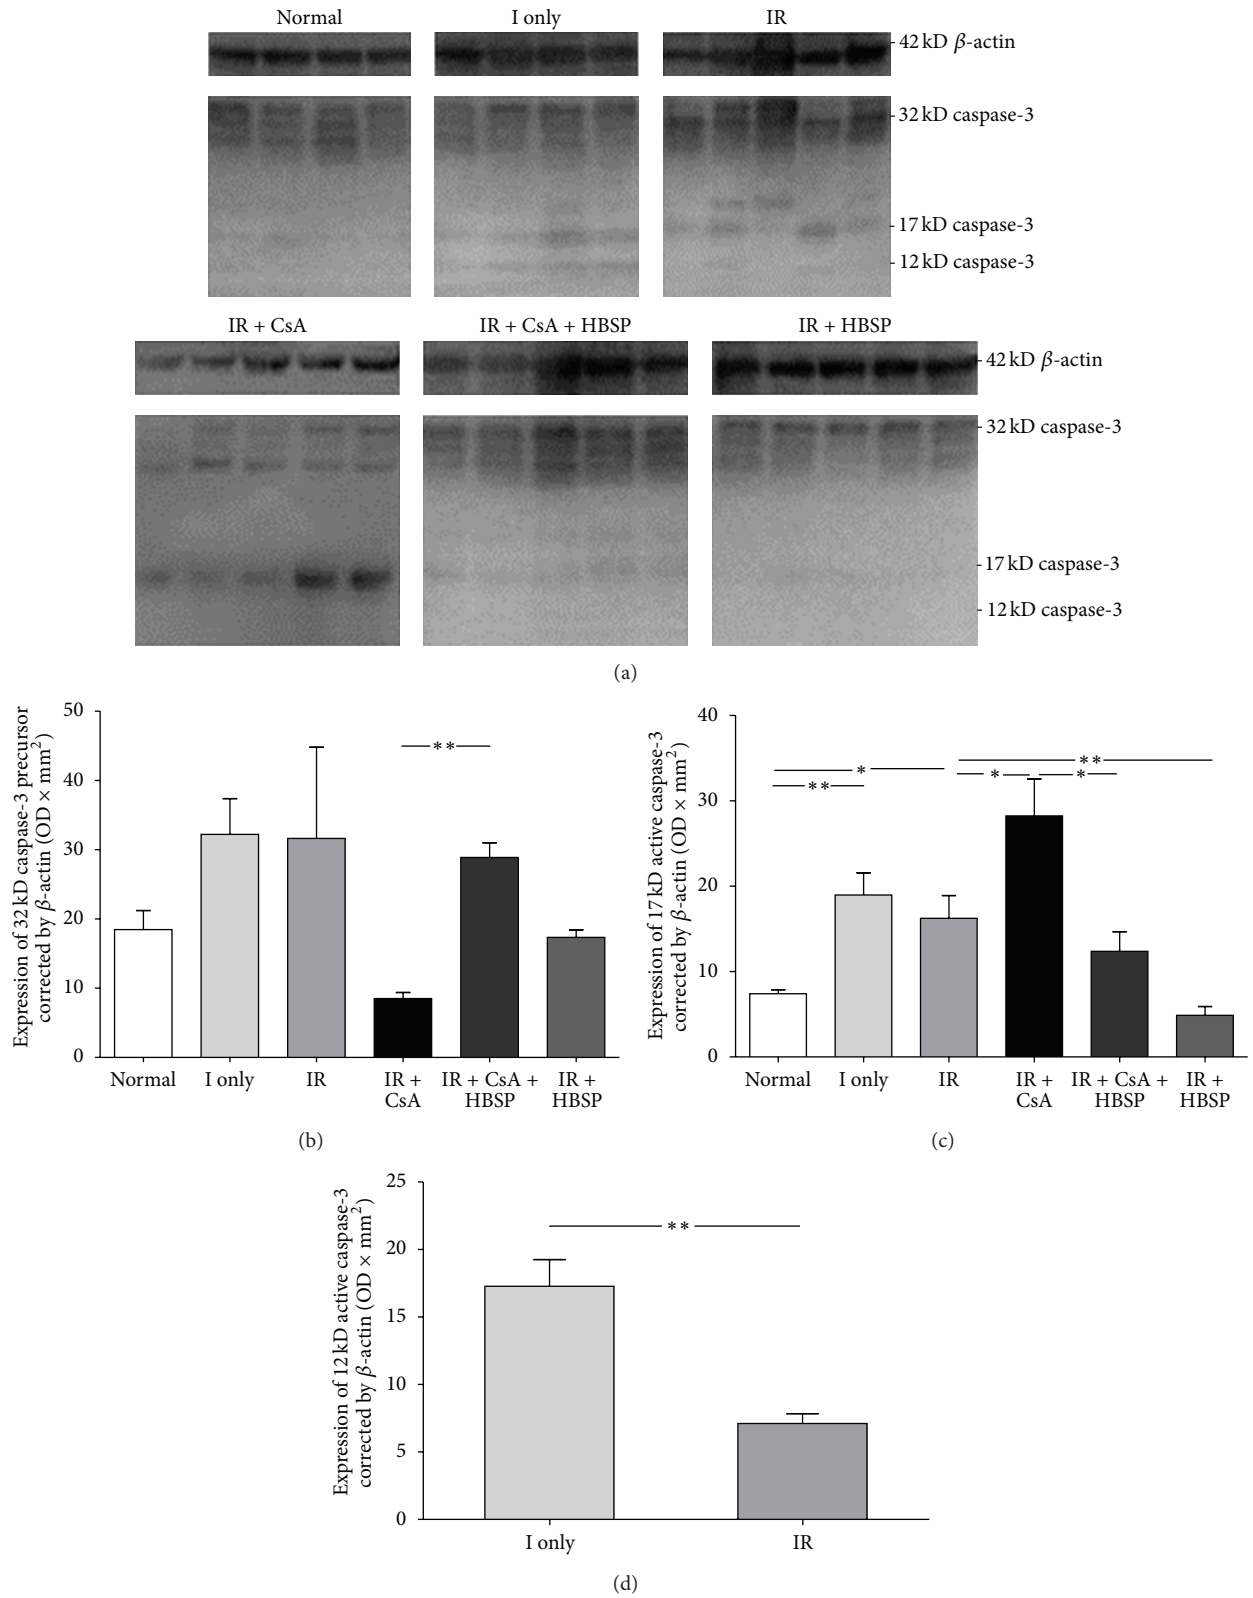 Normal
I only
IR
42 kD β-actin
32 kD caspase-3
17 kD caspase-3
12 kD caspase-3
IR + CsA
IR + CsA + HBSP
IR + HBSP
42 kD β-actin
32 kD caspase-3
17 kD caspase-3
12 kD caspase-3
(a)
Expression of 32 kD caspase-3 precursor
corrected by β-actin (OD × mm²)
50
40
30
20
10
0
**
Normal
I only
IR
IR +
CsA
IR + CsA +
HBSP
IR +
HBSP
(b)
Expression of 17 kD active caspase-3
corrected by β-actin (OD × mm²)
40
30
20
10
0
**
*
*
*
**
Normal
I only
IR
IR +
CsA
IR + CsA +
HBSP
IR +
HBSP
(c)
Expression of 12 kD active caspase-3
corrected by β-actin (OD × mm²)
25
20
15
10
5
0
**
I only
IR
(d)